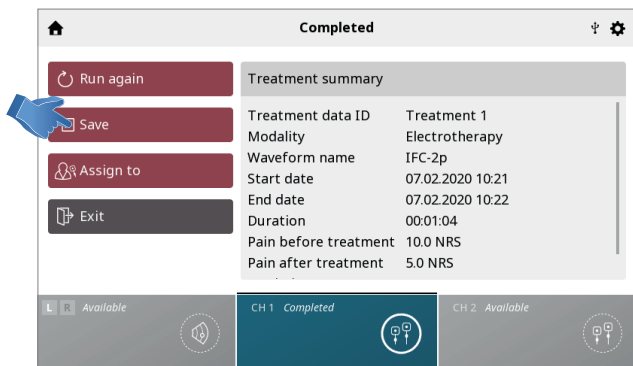 Completed
Run again
Save
Assign to
Exit
Treatment summary
Treatment data ID Treatment 1
Modality Electrotherapy
Waveform name IFC-2p
Start date 07.02.2020 10:21
End date 07.02.2020 10:22
Duration 00:01:04
Pain before treatment 10.0 NRS
Pain after treatment 5.0 NRS
L R Available
CH 1 Completed
CH 2 Available